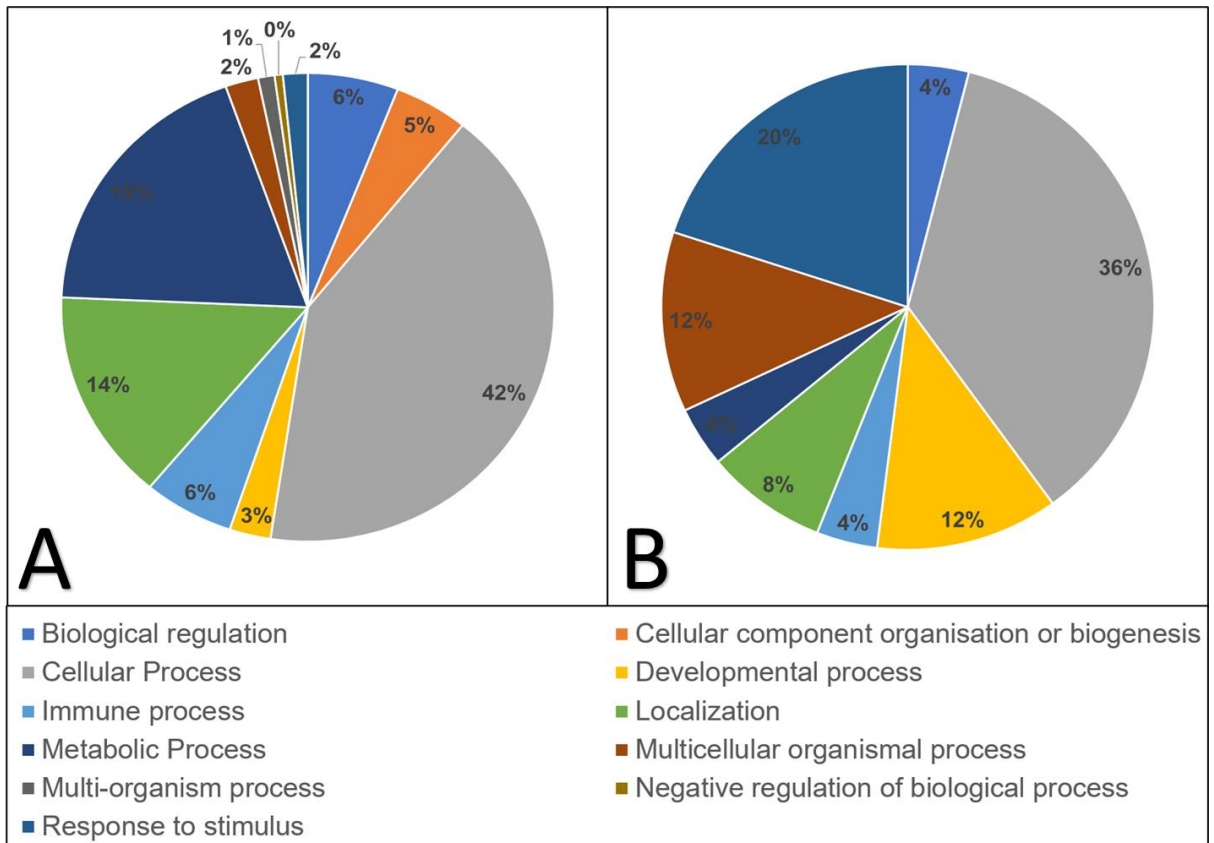 1%
0%
2%
2%
6%
5%
19%
42%
14%
6%
3%
A
4%
20%
36%
12%
4%
8%
4%
12%
B
Biological regulation
Cellular component organisation or biogenesis
Cellular Process
Developmental process
Immune process
Localization
Metabolic Process
Multicellular organismal process
Multi-organism process
Negative regulation of biological process
Response to stimulus